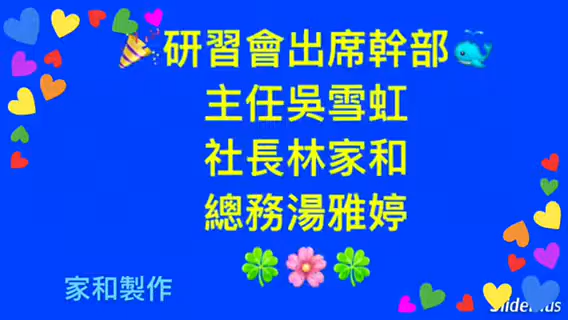 🎉研習會出席幹部🐳
主任吳雪虹
社長林家和
總務湯雅婷
🍀🌸🍀
家和製作